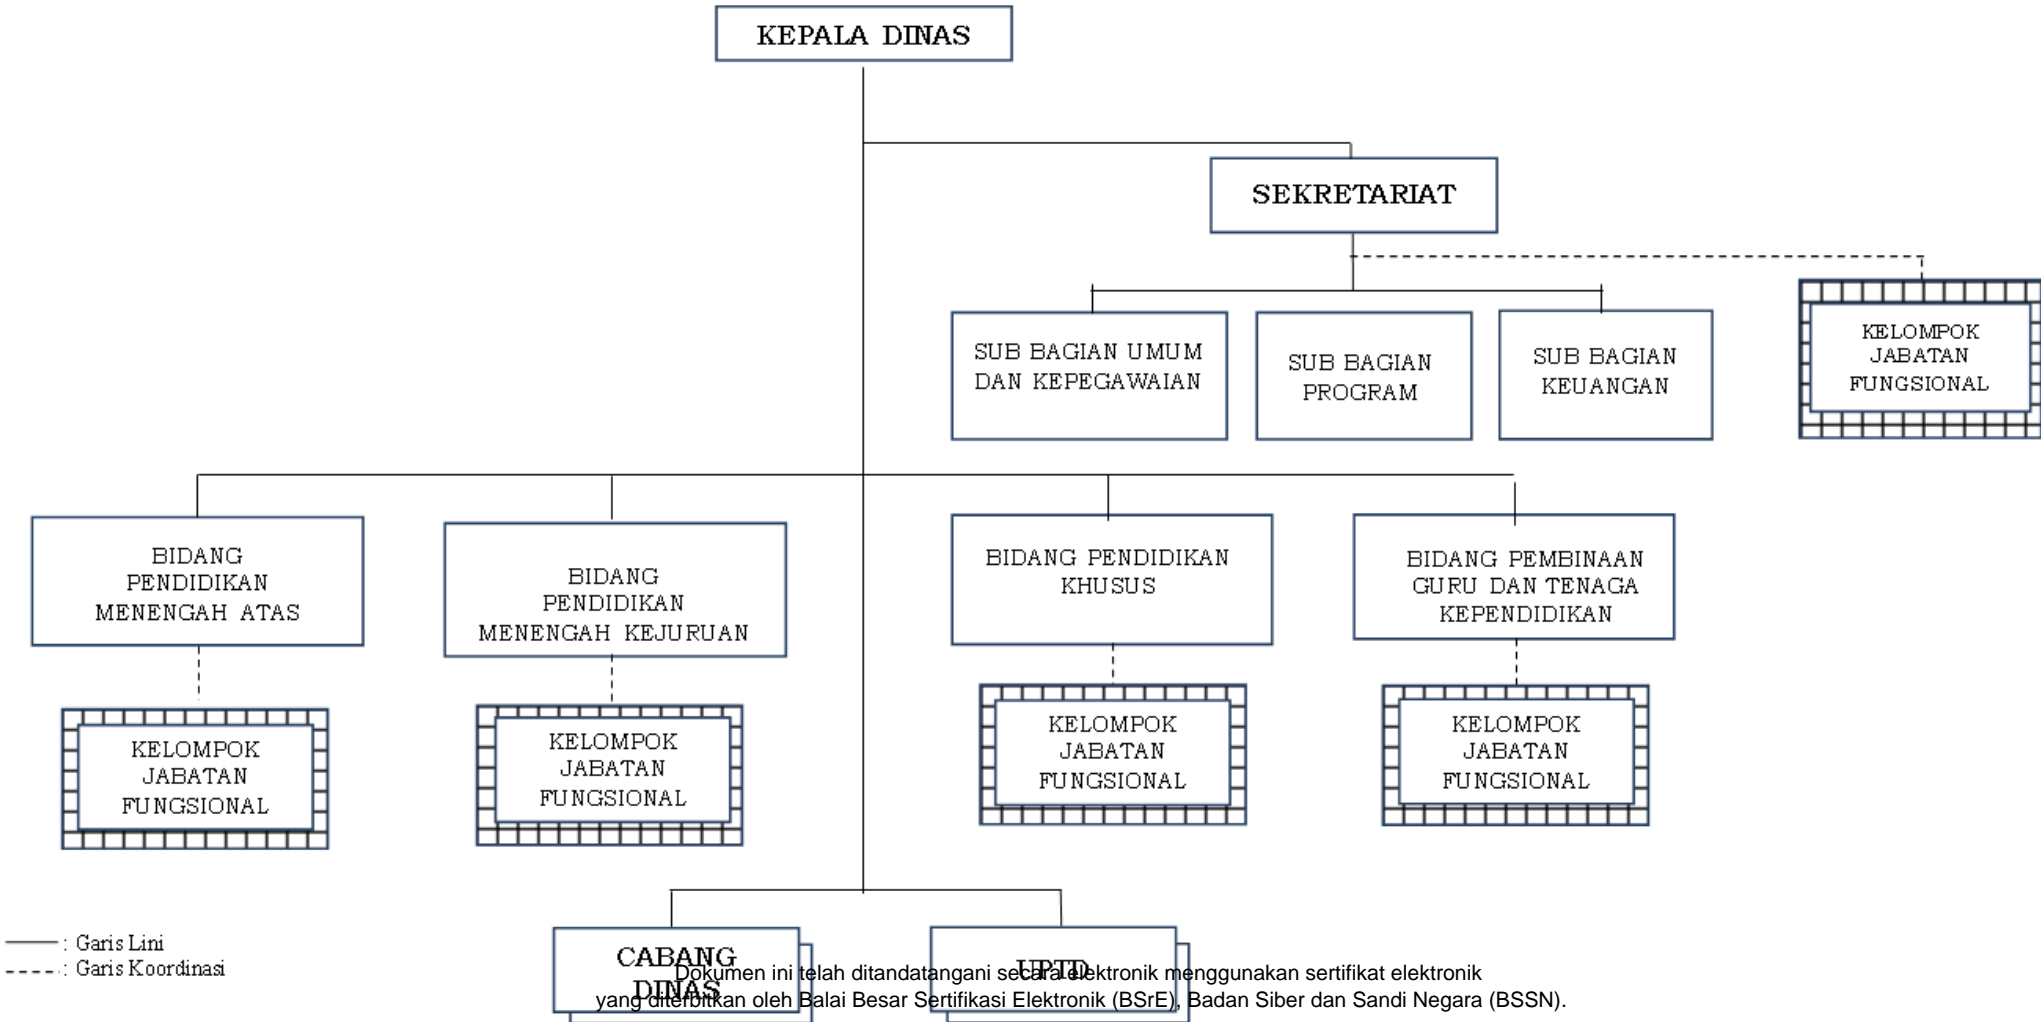 KEPALA DINAS
SEKRETARIAT
SUB BAGIAN UMUM
DAN KEPEGAWAIAN
SUB BAGIAN
PROGRAM
SUB BAGIAN
KEUANGAN
KELOMPOK
JABATAN
FUNGSIONAL
BIDANG
PENDIDIKAN
MENENGAH ATAS
BIDANG
PENDIDIKAN
MENENGAH KEJURUAN
BIDANG PENDIDIKAN
KHUSUS
BIDANG PEMBINAAN
GURU DAN TENAGA
KEPENDIDIKAN
KELOMPOK
JABATAN
FUNGSIONAL
KELOMPOK
JABATAN
FUNGSIONAL
KELOMPOK
JABATAN
FUNGSIONAL
KELOMPOK
JABATAN
FUNGSIONAL
: Garis Lini
: Garis Koordinasi
CABANG
DINAS
UPTD
Dokumen ini telah ditandatangani secara elektronik menggunakan sertifikat elektronik
yang diterbitkan oleh Balai Besar Sertifikasi Elektronik (BSrE), Badan Siber dan Sandi Negara (BSSN).